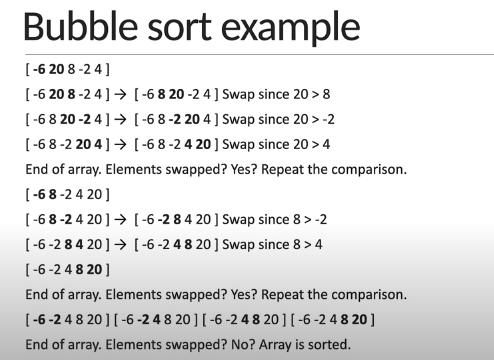 Bubble sort example
[ -6 20 8 -2 4 ]
[ -6 20 8 -2 4 ] → [ -6 8 20 -2 4 ] Swap since 20 > 8
[ -6 8 20 -2 4 ] → [ -6 8 -2 20 4 ] Swap since 20 > -2
[ -6 8 -2 20 4 ] → [ -6 8 -2 4 20 ] Swap since 20 > 4
End of array. Elements swapped? Yes? Repeat the comparison.
[ -6 8 -2 4 20 ]
[ -6 8 -2 4 20 ] → [ -6 -2 8 4 20 ] Swap since 8 > -2
[ -6 -2 8 4 20 ] → [ -6 -2 4 8 20 ] Swap since 8 > 4
[ -6 -2 4 8 20 ]
End of array. Elements swapped? Yes? Repeat the comparison.
[ -6 -2 4 8 20 ] [ -6 -2 4 8 20 ] [ -6 -2 4 8 20 ] [ -6 -2 4 8 20 ]
End of array. Elements swapped? No? Array is sorted.